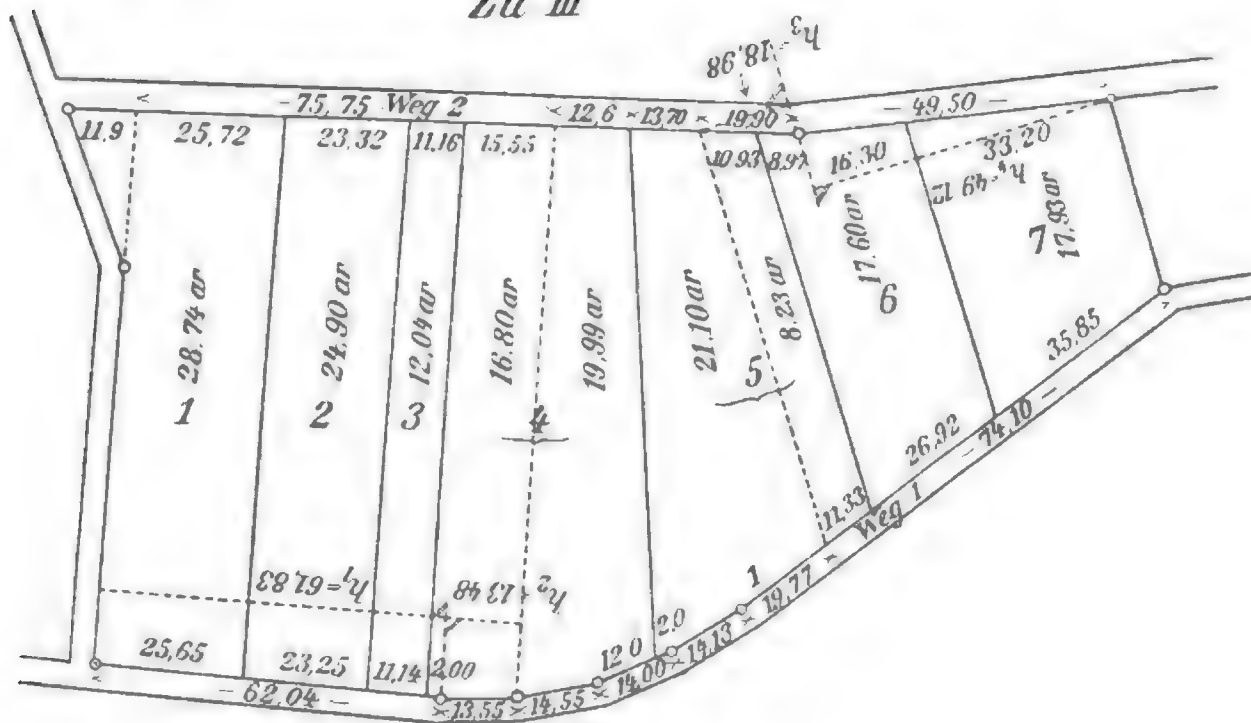 Zu III
h3 = 18,98
- 75,75 Weg 2
12,6
13,70
19,90
- 49,50 -
11,9
25,72
23,32
11,16
15,55
10,93
8,97
16,30
33,20
h4 = 49 12
28.74 ar
1
24,90 ar
2
12,04 ar
3
16.80 ar
4
19,99 ar
21,10 ar
5
8.23 ar
17.60 ar
6
17.93 ar
7
35,85
- 74,10 -
26,92
11,33
Weg 1
1
19,77
h1 = 61,83
h2 = 13 48
25,65
23,25
11,14
2,00
12 0
2,0
14,13
14,00
- 62,04 -
13,55
14,55